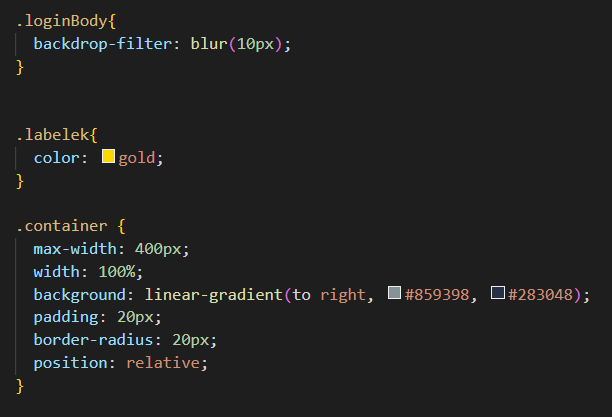 .loginBody{
  backdrop-filter: blur(10px);
}
.labelek{
  color: gold;
}
.container {
  max-width: 400px;
  width: 100%;
  background: linear-gradient(to right, #859398, #283048);
  padding: 20px;
  border-radius: 20px;
  position: relative;
}